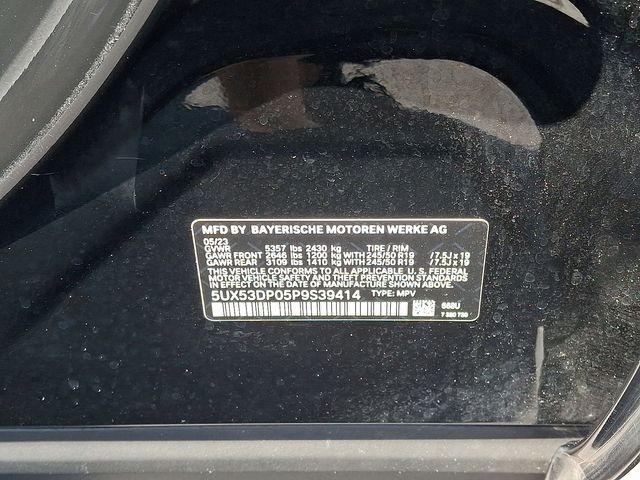 MFD BY BAYERISCHE MOTOREN WERKE AG
05/23
GVWR 5357 lbs 2430 kg TIRE / RIM
GAWR FRONT 2646 lbs 1200 kg WITH 245/50 R19 /7.5J x 19
GAWR REAR 3109 lbs 1410 kg WITH 245/50 R19 /7.5J x 19
THIS VEHICLE CONFORMS TO ALL APPLICABLE U.S. FEDERAL
MOTOR VEHICLE SAFETY AND THEFT PREVENTION STANDARDS
IN EFFECT ON THE DATE OF MANUFACTURE SHOWN ABOVE.
5UX53DP05P9S39414 TYPE: MPV
668U